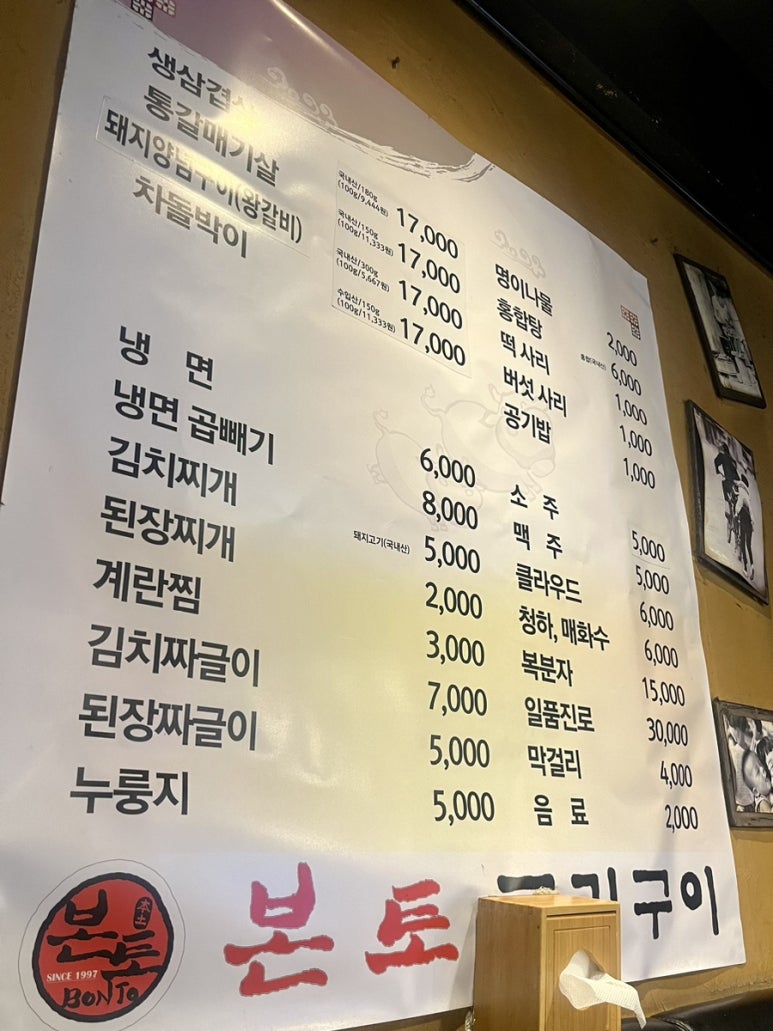 생삼겹살 국내산/180g (100g/9,444원) 17,000
통갈매기살 국내산/150g (100g/11,333원) 17,000
돼지양념구이(왕갈비) 국내산/300g (100g/5,667원) 17,000
차돌박이 수입산/150g (100g/11,333원) 17,000
냉 면 6,000
냉면 곱빼기 8,000
김치찌개 돼지고기(국내산) 5,000
된장찌개 2,000
계란찜 3,000
김치짜글이 7,000
된장짜글이 5,000
누룽지 5,000
명이나물 2,000
홍합탕 홍합(국내산) 6,000
떡 사리 1,000
버섯 사리 1,000
공기밥 1,000
소 주 5,000
맥 주 5,000
클라우드 6,000
청하, 매화수 6,000
복분자 15,000
일품진로 30,000
막걸리 4,000
음 료 2,000
본토
本土
SINCE 1997
BONTO
본토 구이